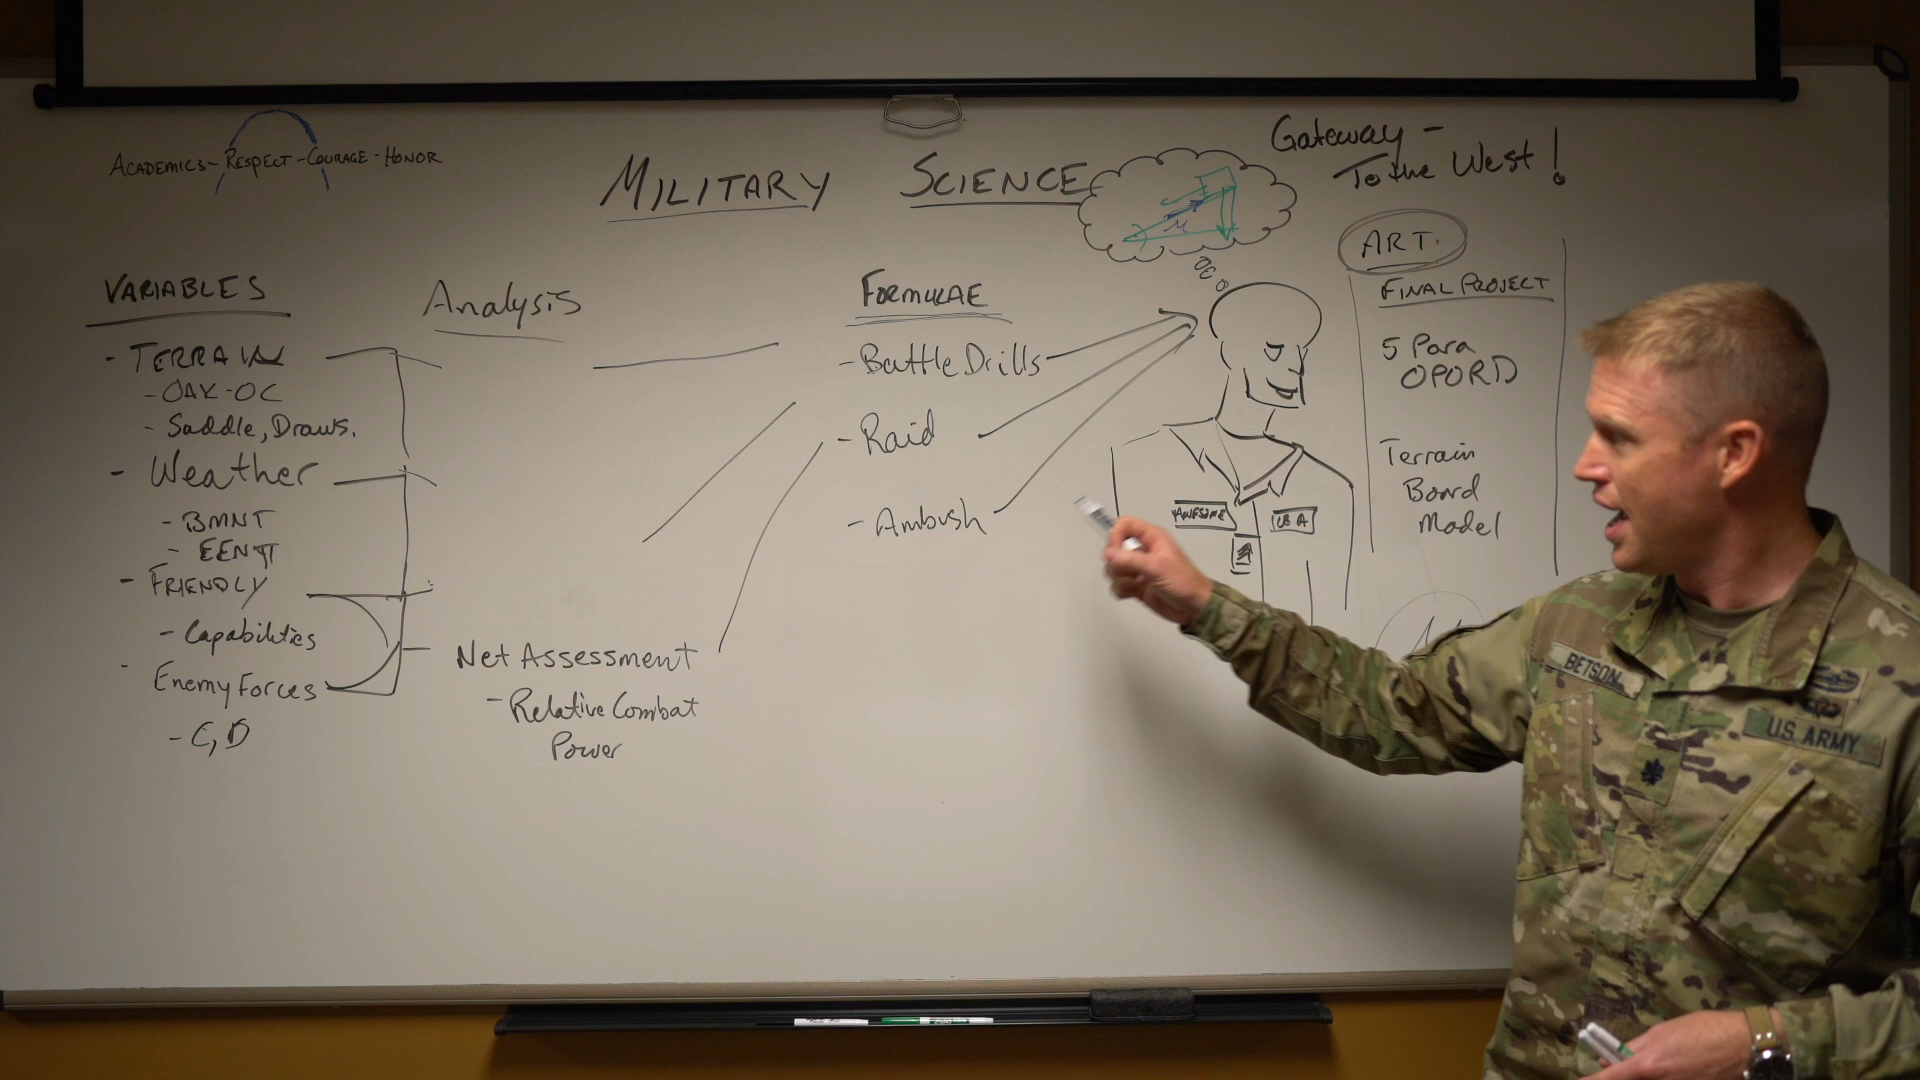 ACADEMICS - RESPECT - COURAGE - HONOR
MILITARY SCIENCE
Gateway -
To the West!
VARIABLES
- TERRAIN
- OAK-OC
- Saddle, Draws.
- Weather
- BMNT
- EENT
- FRIENDLY
- Capabilities
- Enemy Forces
- C, D
Analysis
Net Assessment
- Relative Combat
Power
FORMULAE
- Battle Drills
- Raid
- Ambush
AWESOME
ART.
FINAL PROJECT
5 Para
OPORD
Terrain
Board
Model
BETSON
U.S. ARMY